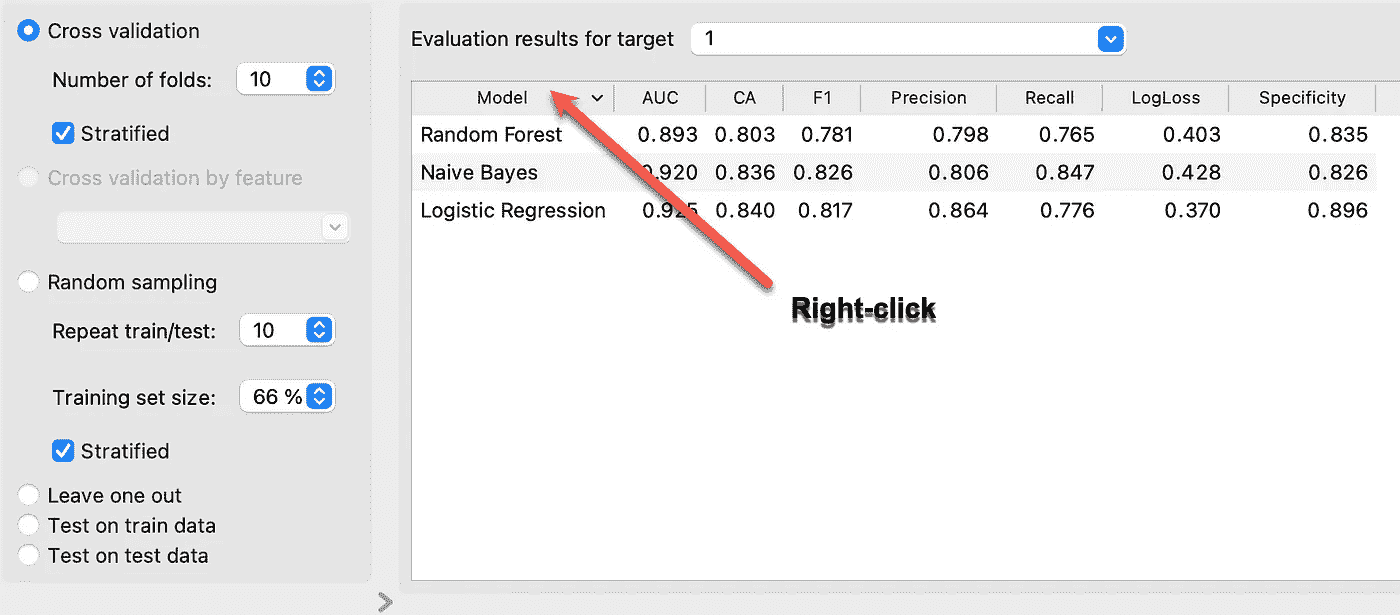 Cross validation
Number of folds: 10
Stratified
Cross validation by feature
Random sampling
Repeat train/test: 10
Training set size: 66 %
Stratified
Leave one out
Test on train data
Test on test data
Evaluation results for target 1
Model AUC CA F1 Precision Recall LogLoss Specificity
Random Forest 0.893 0.803 0.781 0.798 0.765 0.403 0.835
Naive Bayes 0.920 0.836 0.826 0.806 0.847 0.428 0.826
Logistic Regression 0.925 0.840 0.817 0.864 0.776 0.370 0.896
Right-click